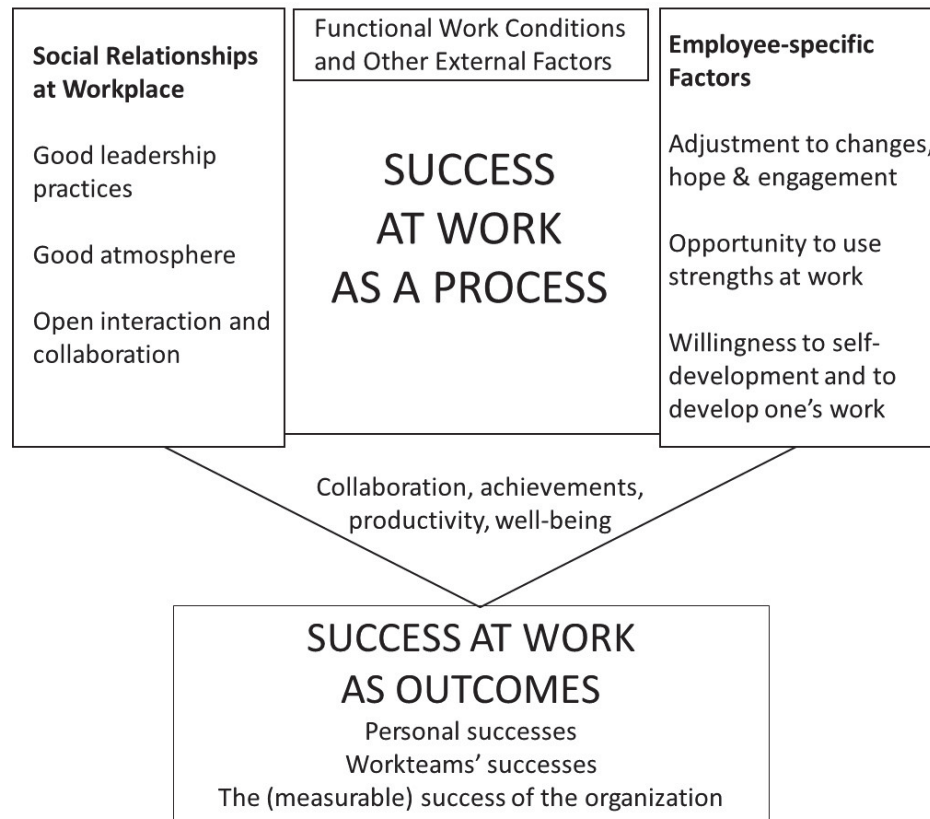 Social Relationships
at Workplace
Good leadership
practices
Good atmosphere
Open interaction and
collaboration
Functional Work Conditions
and Other External Factors
SUCCESS
AT WORK
AS A PROCESS
Employee-specific
Factors
Adjustment to changes,
hope & engagement
Opportunity to use
strengths at work
Willingness to self-
development and to
develop one’s work
Collaboration, achievements,
productivity, well-being
SUCCESS AT WORK
AS OUTCOMES
Personal successes
Workteams’ successes
The (measurable) success of the organization